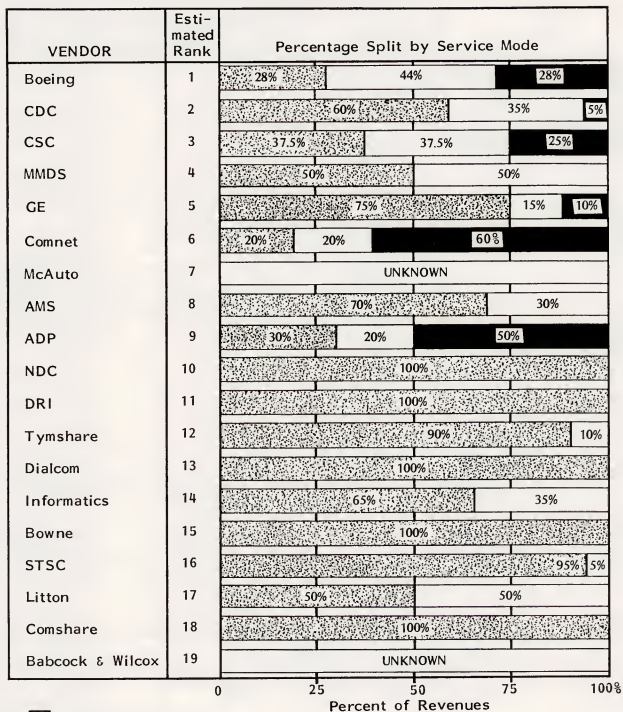 VENDOR Esti-mated Rank Percentage Split by Service Mode
Boeing 1 28% 44% 28%
CDC 2 60% 35% 5%
CSC 3 37.5% 37.5% 25%
MMDS 4 50% 50%
GE 5 75% 15% 10%
Comnet 6 20% 20% 60%
McAuto 7 UNKNOWN
AMS 8 70% 30%
ADP 9 30% 20% 50%
NDC 10 100%
DRI 11 100%
Tymshare 12 90% 10%
Dialcom 13 100%
Informatics 14 65% 35%
Bowne 15 100%
STSC 16 95% 5%
Litton 17 50% 50%
Comshare 18 100%
Babcock & Wilcox 19 UNKNOWN
0 25 50 75 100%
Percent of Revenues